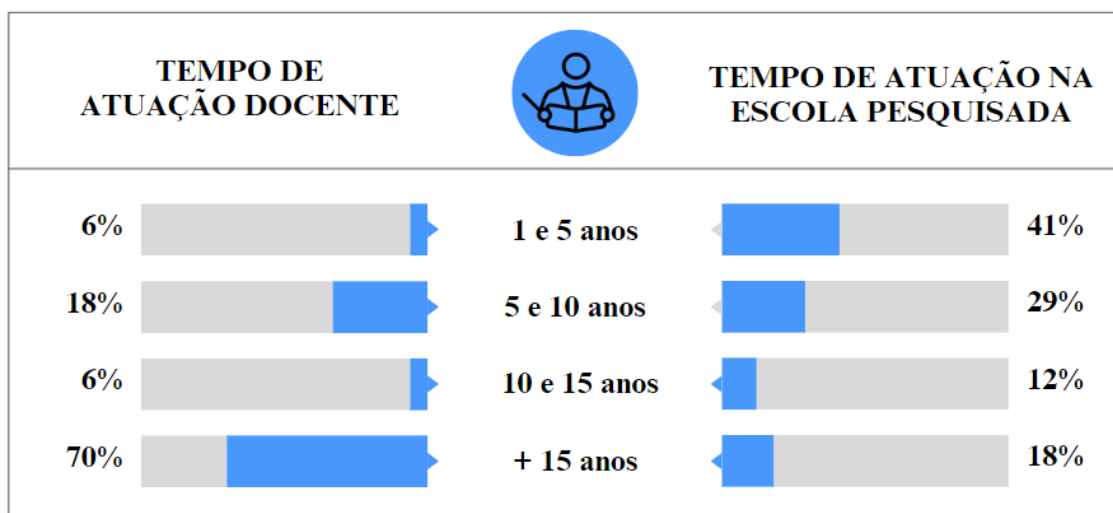 TEMPO DE
ATUAÇÃO DOCENTE
TEMPO DE ATUAÇÃO NA
ESCOLA PESQUISADA
6% 1 e 5 anos 41%
18% 5 e 10 anos 29%
6% 10 e 15 anos 12%
70% + 15 anos 18%